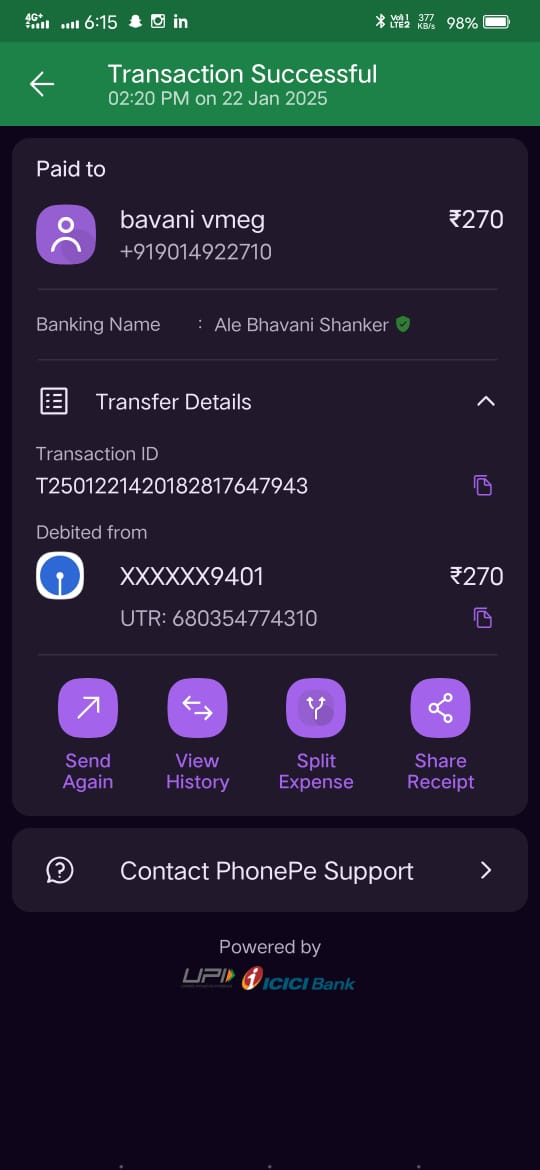 4G+ 6:15 in Vo)) 1 LTE2 377 KB/s 98%
Transaction Successful
02:20 PM on 22 Jan 2025
Paid to
bavani vmeg ₹270
+919014922710
Banking Name : Ale Bhavani Shanker
Transfer Details
Transaction ID
T2501221420182817647943
Debited from
XXXXXX9401 ₹270
UTR: 680354774310
Send Again
View History
Split Expense
Share Receipt
Contact PhonePe Support
Powered by
UPI ICICI Bank